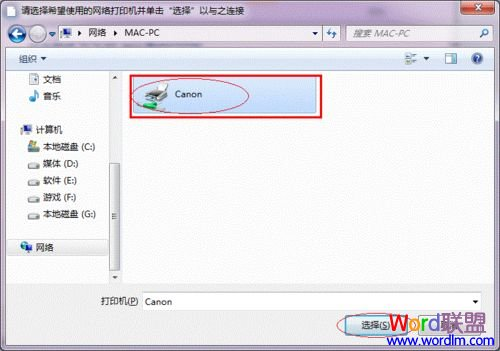 请选择希望使用的网络打印机并单击“选择”以与之连接
网络 ▸ MAC-PC
搜索 MAC-PC
组织
文档
音乐
Canon
计算机
本地磁盘 (C:)
媒体 (D:)
软件 (E:)
游戏 (F:)
本地磁盘 (G:)
网络
打印机(P) Canon
选择(S)
Word联盟
www.wordlm.com